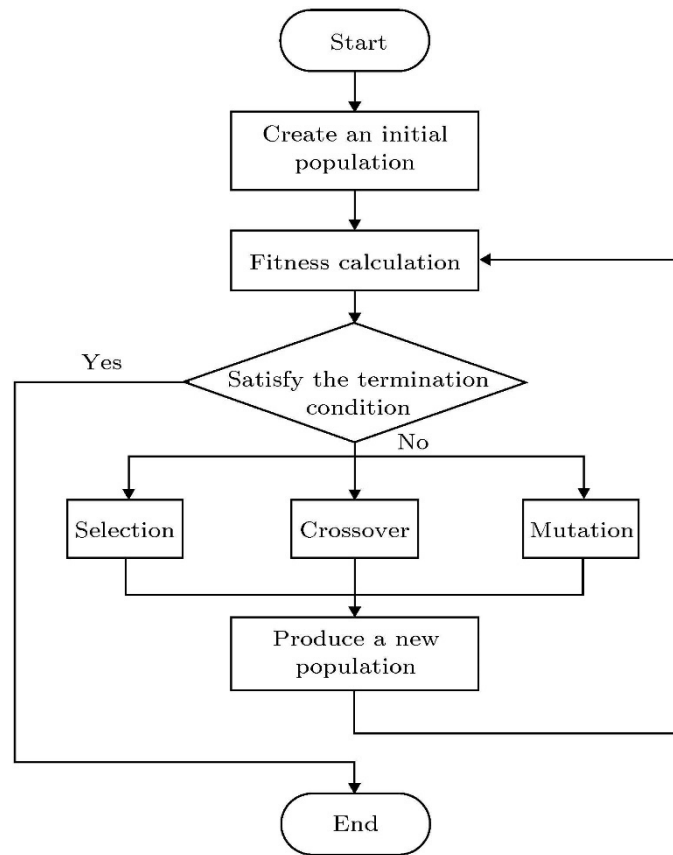 Start
Create an initial
population
Fitness calculation
Yes
Satisfy the termination
condition
No
Selection
Crossover
Mutation
Produce a new
population
End